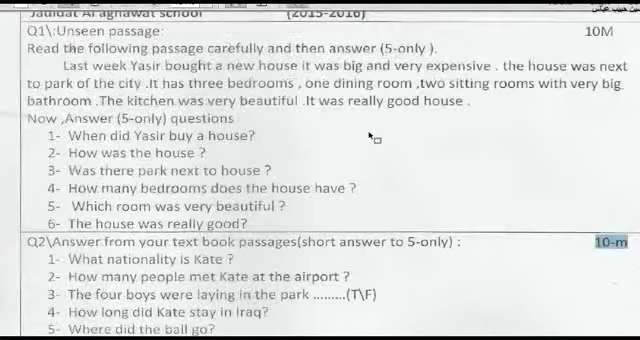 Jadidat Al aghawat school (2015-2016)
Q1\:Unseen passage: 10M
Read the following passage carefully and then answer (5-only ).
Last week Yasir bought a new house it was big and very expensive . the house was next
to park of the city .It has three bedrooms , one dining room ,two sitting rooms with very big
bathroom .The kitchen was very beautiful .It was really good house .
Now ,Answer (5-only) questions
1- When did Yasir buy a house?
2- How was the house ?
3- Was there park next to house ?
4- How many bedrooms does the house have ?
5- Which room was very beautiful ?
6- The house was really good?
Q2\Answer from your text book passages(short answer to 5-only) : 10-m
1- What nationality is Kate ?
2- How many people met Kate at the airport ?
3- The four boys were laying in the park .........(T\F)
4- How long did Kate stay in Iraq?
5- Where did the ball go?